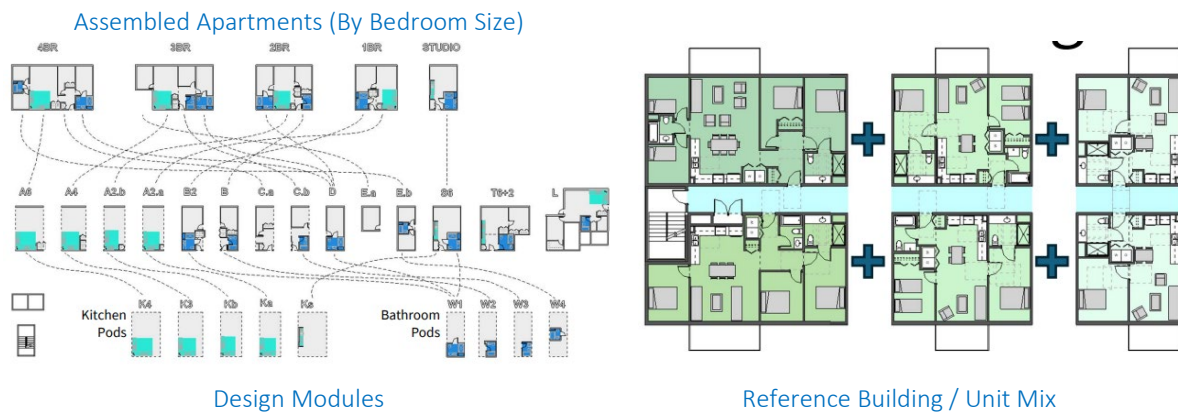 Assembled Apartments (By Bedroom Size)
4BR 3BR 2BR 1BR STUDIO
A6 A4 A2.b A2.a B2 B C.a C.b D E.a E.b S6 T6+2 L
K4 K3 Kb Ka Ks W1 W2 W3 W4
Kitchen
Pods
Bathroom
Pods
Design Modules
Reference Building / Unit Mix